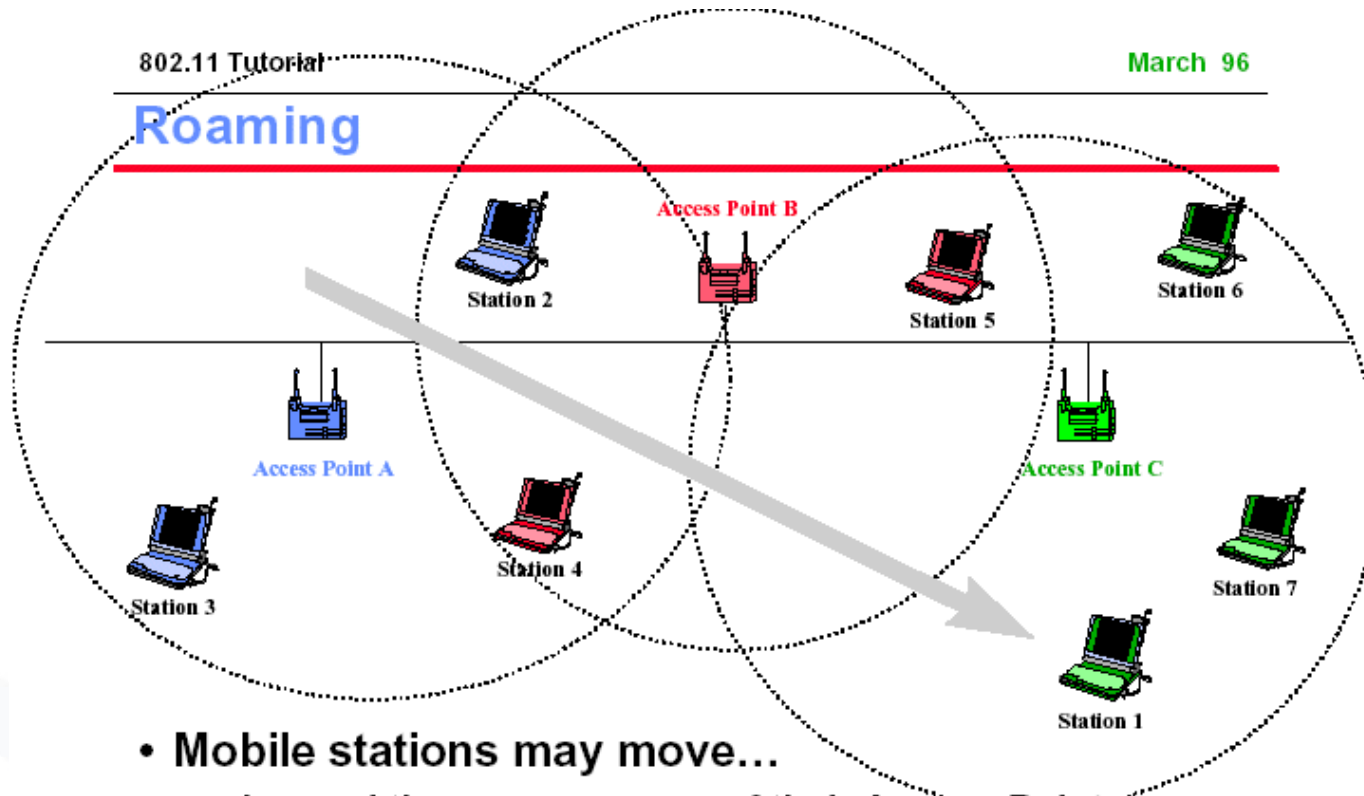 802.11 Tutorial
March 96
Roaming
Access Point B
Station 2
Station 5
Station 6
Access Point A
Access Point C
Station 3
Station 4
Station 7
Station 1
• Mobile stations may move…